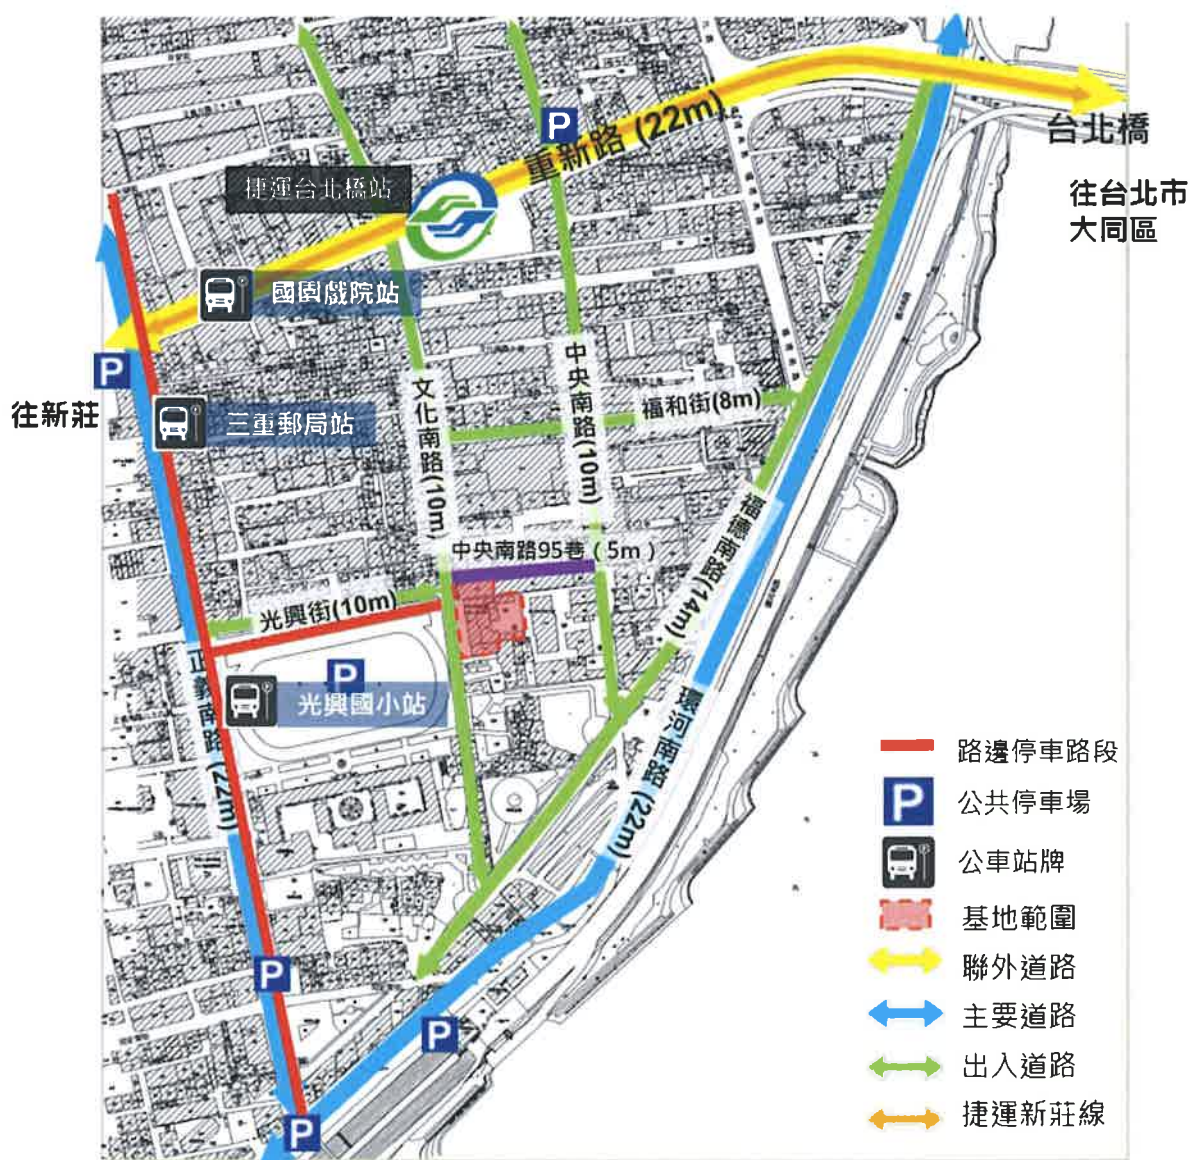 P
重新路 (22m)
台北橋
捷運台北橋站
往台北市
大同區
國園戲院站
P
往新莊
三重郵局站
文化南路(10m)
中央南路(10m)
福和街(8m)
福德南路(14m)
中央南路95巷（5m）
光興街(10m)
P
光興國小站
正義南路 (22m)
環河南路 (22m)
P
P
P
路邊停車路段
P 公共停車場
公車站牌
基地範圍
聯外道路
主要道路
出入道路
捷運新莊線